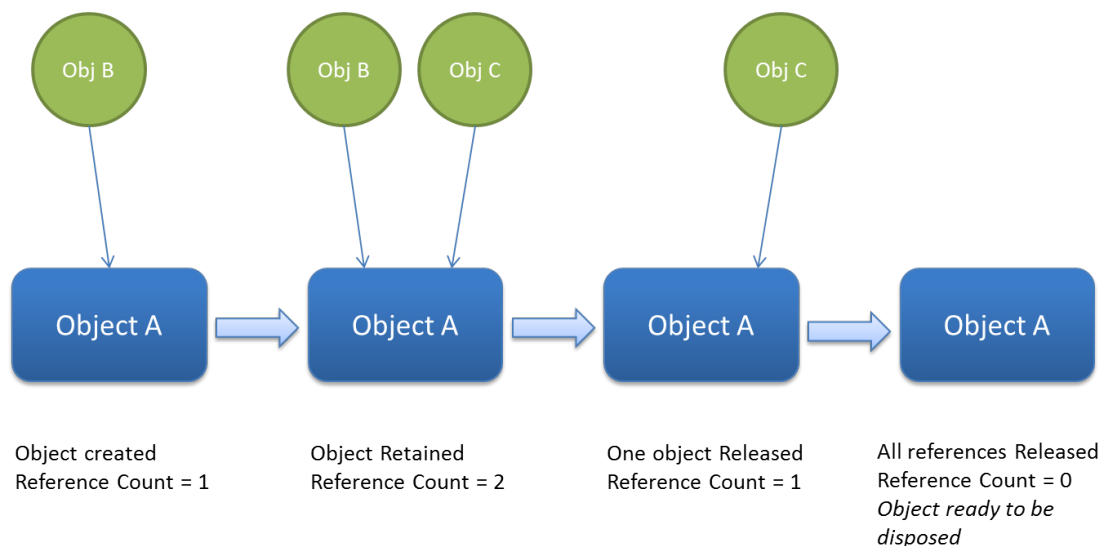 Obj B
Obj B
Obj C
Obj C
Object A
Object A
Object A
Object A
Object created
Reference Count = 1
Object Retained
Reference Count = 2
One object Released
Reference Count = 1
All references Released
Reference Count = 0
Object ready to be
disposed